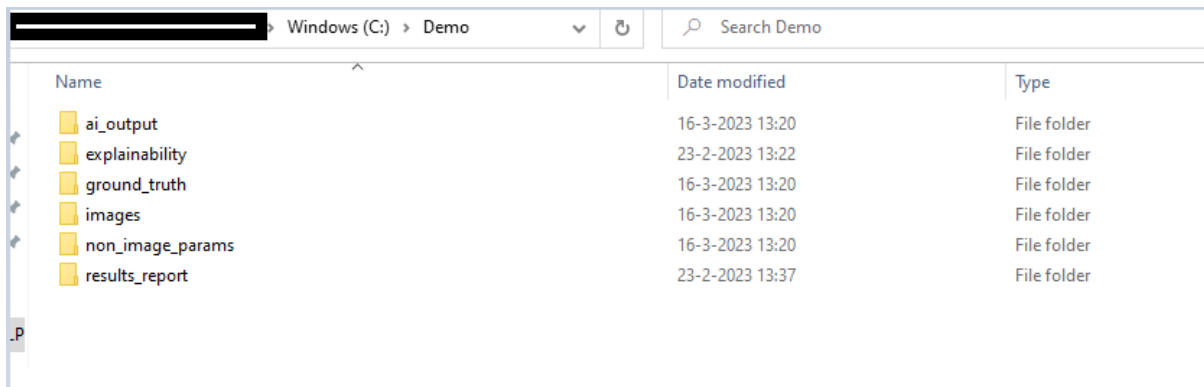 Windows (C:) > Demo Search Demo
Name Date modified Type
ai_output 16-3-2023 13:20 File folder
explainability 23-2-2023 13:22 File folder
ground_truth 16-3-2023 13:20 File folder
images 16-3-2023 13:20 File folder
non_image_params 16-3-2023 13:20 File folder
results_report 23-2-2023 13:37 File folder
_p